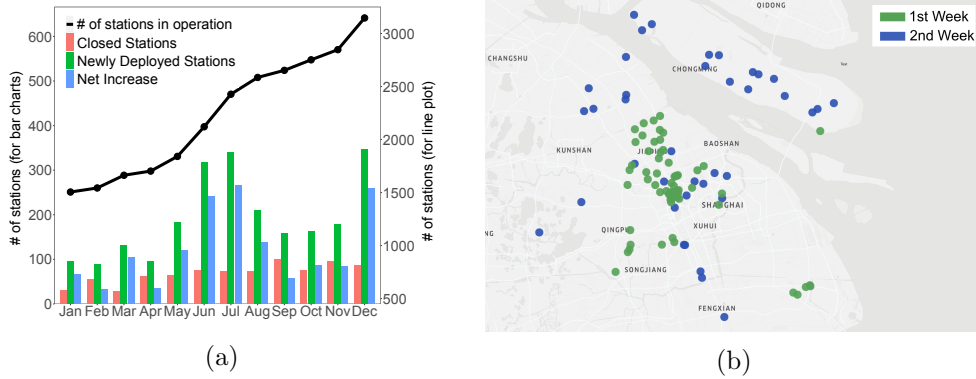 # of stations in operation
Closed Stations
Newly Deployed Stations
Net Increase
# of stations (for bar charts)
600
500
400
300
200
100
0
3000
2500
2000
1500
1000
500
# of stations (for line plot)
Jan Feb Mar Apr May Jun Jul Aug Sep Oct Nov Dec
(a)
QIDONG
1st Week
2nd Week
CHANGSHU
CHONGMING
KUNSHAN
BAOSHAN
SHANGHAI
QINGPU
XUHUI
NG
SONGJIANG
FENGXIAN
(b)